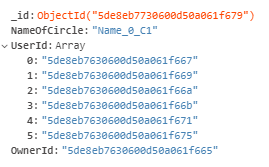 _id: ObjectId("5de8eb7730600d50a061f679")
NameOfCircle: "Name_0_C1"
UserId: Array
0: "5de8eb7630600d50a061f667"
1: "5de8eb7630600d50a061f669"
2: "5de8eb7630600d50a061f66a"
3: "5de8eb7630600d50a061f66b"
4: "5de8eb7630600d50a061f671"
5: "5de8eb7630600d50a061f675"
OwnerId: "5de8eb7630600d50a061f665"